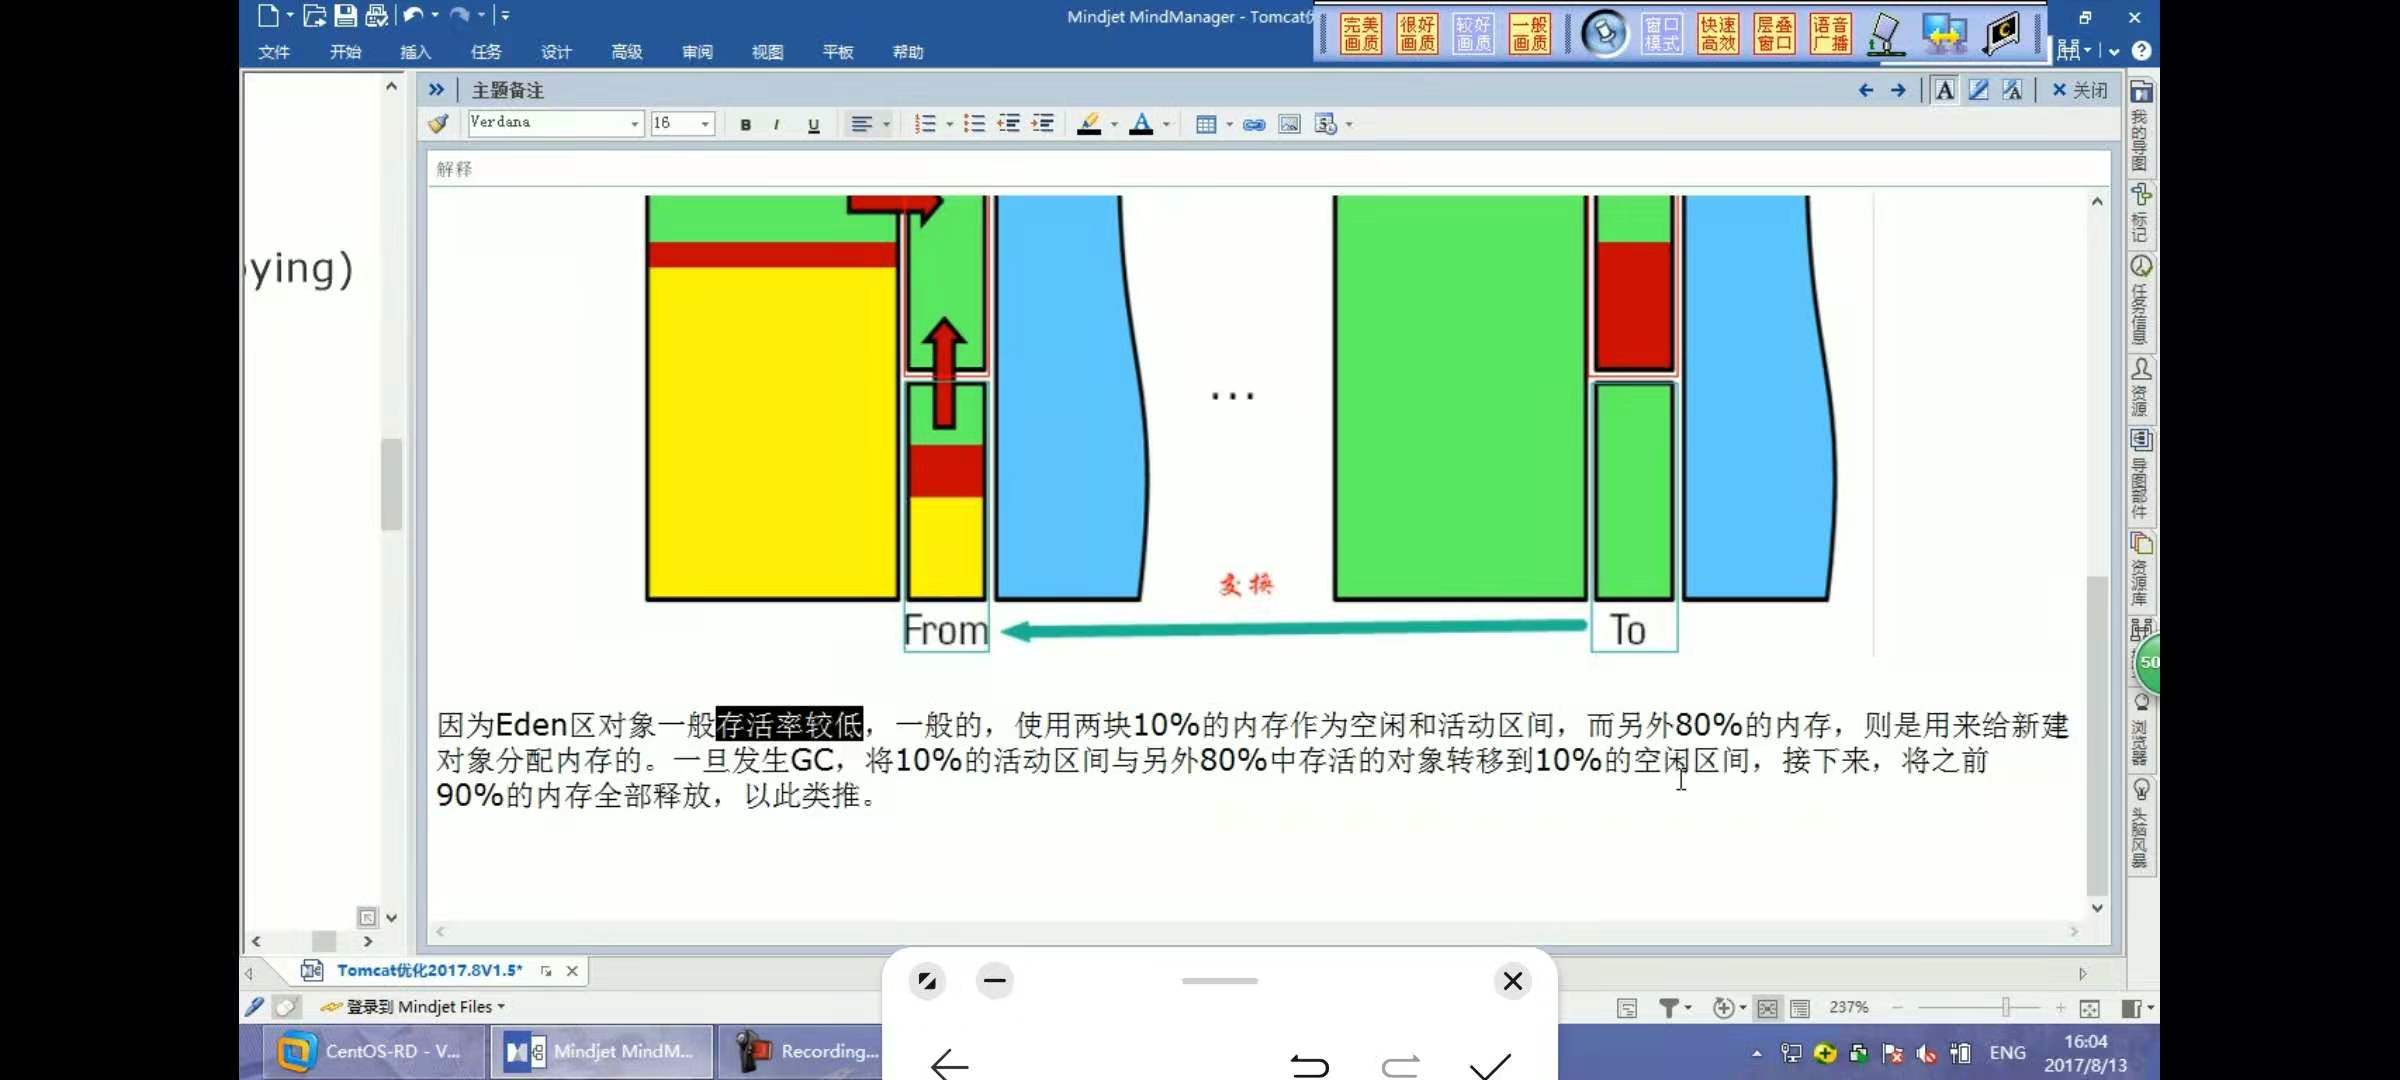 Mindjet MindManager - Tomcat
完美画质
很好画质
较好画质
一般画质
窗口模式
快速高效
层叠窗口
语音广播
文件 开始 插入 任务 设计 高级 审阅 视图 平板 帮助
主题备注
关闭
Verdana 16
解释
ying)
...
交换
From
To
因为Eden区对象一般存活率较低，一般的，使用两块10%的内存作为空闲和活动区间，而另外80%的内存，则是用来给新建
对象分配内存的。一旦发生GC，将10%的活动区间与另外80%中存活的对象转移到10%的空闲区间，接下来，将之前
90%的内存全部释放，以此类推。
我的导图
标记
任务信息
资源
导图部件
资源库
50
浏览器
头脑风暴
Tomcat优化2017.8V1.5*
登录到 Mindjet Files
237%
CentOS-RD - V...
Mindjet MindM...
Recording...
ENG
16:04
2017/8/13